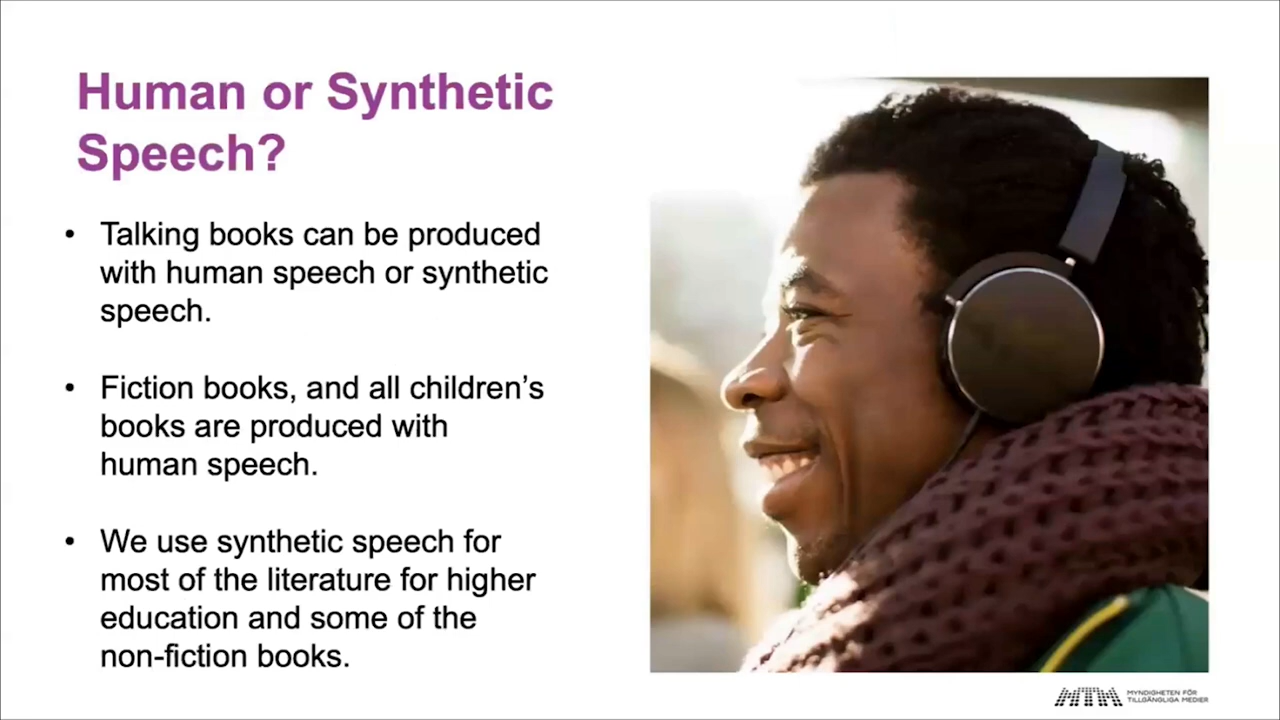 Human or Synthetic
Speech?
• Talking books can be produced
with human speech or synthetic
speech.
• Fiction books, and all children’s
books are produced with
human speech.
• We use synthetic speech for
most of the literature for higher
education and some of the
non-fiction books.
MTM
MYNDIGHETEN FÖR
TILLGÄNGLIGA MEDIER